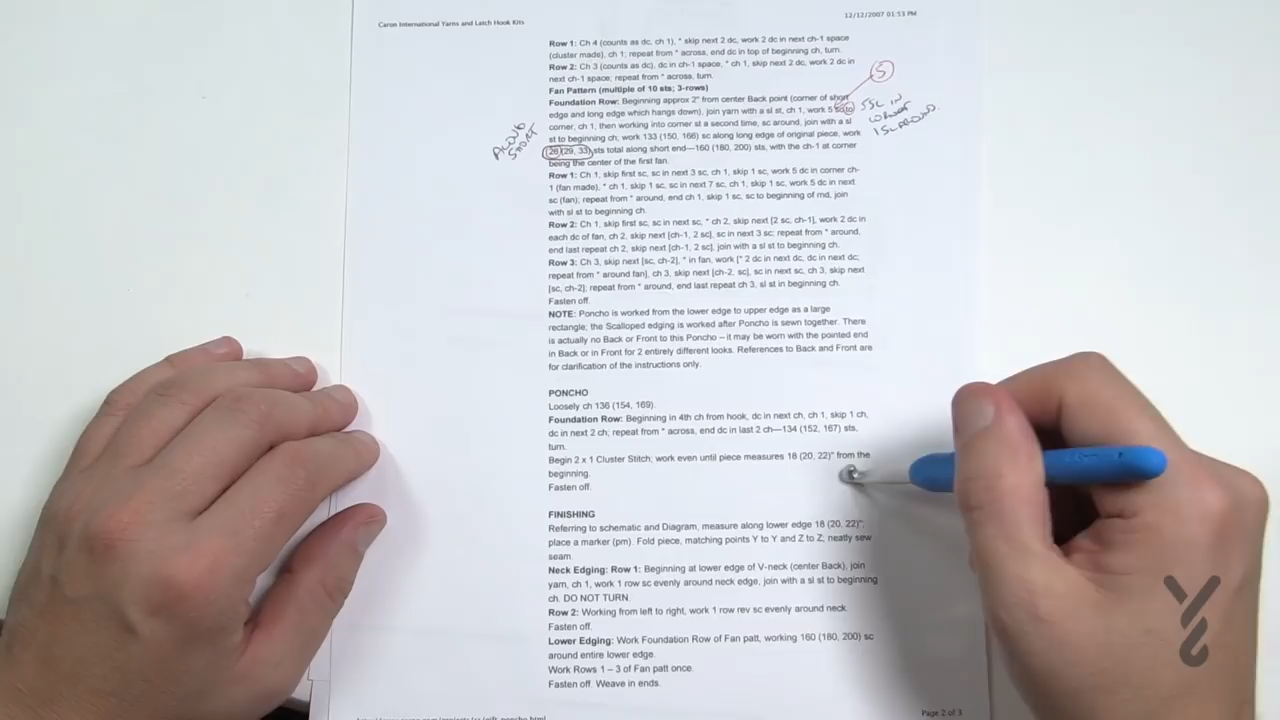 Caron International Yarns and Latch Hook Kits
12/12/2007 01:53 PM
Row 1: Ch 4 (counts as dc, ch 1), * skip next 2 dc, work 2 dc in next ch-1 space
(cluster made), ch 1; repeat from * across, end dc in top of beginning ch, turn.
Row 2: Ch 3 (counts as dc), dc in ch-1 space, * ch 1, skip next 2 dc, work 2 dc in
next ch-1 space; repeat from * across, turn.
Fan Pattern (multiple of 10 sts; 3-rows)
Foundation Row: Beginning approx 2" from center Back point (corner of short
edge and long edge which hangs down), join yarn with a sl st, ch 1, work 5 sc to
corner, ch 1, then working into corner st a second time, sc around, join with a sl
st to beginning ch; work 133 (150, 166) sc along long edge of original piece, work
(26)(29, 33) sts total along short end—160 (180, 200) sts, with the ch-1 at corner
being the center of the first fan.
Row 1: Ch 1, skip first sc, sc in next 3 sc, ch 1, skip 1 sc, work 5 dc in corner ch-
1 (fan made), * ch 1, skip 1 sc, sc in next 7 sc, ch 1, skip 1 sc, work 5 dc in next
sc (fan); repeat from * around, end ch 1, skip 1 sc, sc to beginning of rnd, join
with sl st to beginning ch.
Row 2: Ch 1, skip first sc, sc in next sc, * ch 2, skip next [2 sc, ch-1], work 2 dc in
each dc of fan, ch 2, skip next [ch-1, 2 sc], sc in next 3 sc; repeat from * around,
end last repeat ch 2, skip next [ch-1, 2 sc], join with a sl st to beginning ch.
Row 3: Ch 3, skip next [sc, ch-2], * in fan, work [* 2 dc in next dc, dc in next dc;
repeat from * around fan], ch 3, skip next [ch-2, sc], sc in next sc, ch 3, skip next
[sc, ch-2]; repeat from * around, end last repeat ch 3, sl st in beginning ch.
Fasten off.
NOTE: Poncho is worked from the lower edge to upper edge as a large
rectangle; the Scalloped edging is worked after Poncho is sewn together. There
is actually no Back or Front to this Poncho – it may be worn with the pointed end
in Back or in Front for 2 entirely different looks. References to Back and Front are
for clarification of the instructions only.
PONCHO
Loosely ch 136 (154, 169).
Foundation Row: Beginning in 4th ch from hook, dc in next ch, ch 1, skip 1 ch,
dc in next 2 ch; repeat from * across, end dc in last 2 ch—134 (152, 167) sts,
turn.
Begin 2 x 1 Cluster Stitch; work even until piece measures 18 (20, 22)" from the
beginning.
Fasten off.
FINISHING
Referring to schematic and Diagram, measure along lower edge 18 (20, 22)";
place a marker (pm). Fold piece, matching points Y to Y and Z to Z; neatly sew
seam.
Neck Edging: Row 1: Beginning at lower edge of V-neck (center Back), join
yarn, ch 1, work 1 row sc evenly around neck edge, join with a sl st to beginning
ch. DO NOT TURN.
Row 2: Working from left to right, work 1 row rev sc evenly around neck.
Fasten off.
Lower Edging: Work Foundation Row of Fan patt, working 160 (180, 200) sc
around entire lower edge.
Work Rows 1 – 3 of Fan patt once.
Fasten off. Weave in ends.
Page 2 of 3
5
5SC IN
ALONG
SHORT